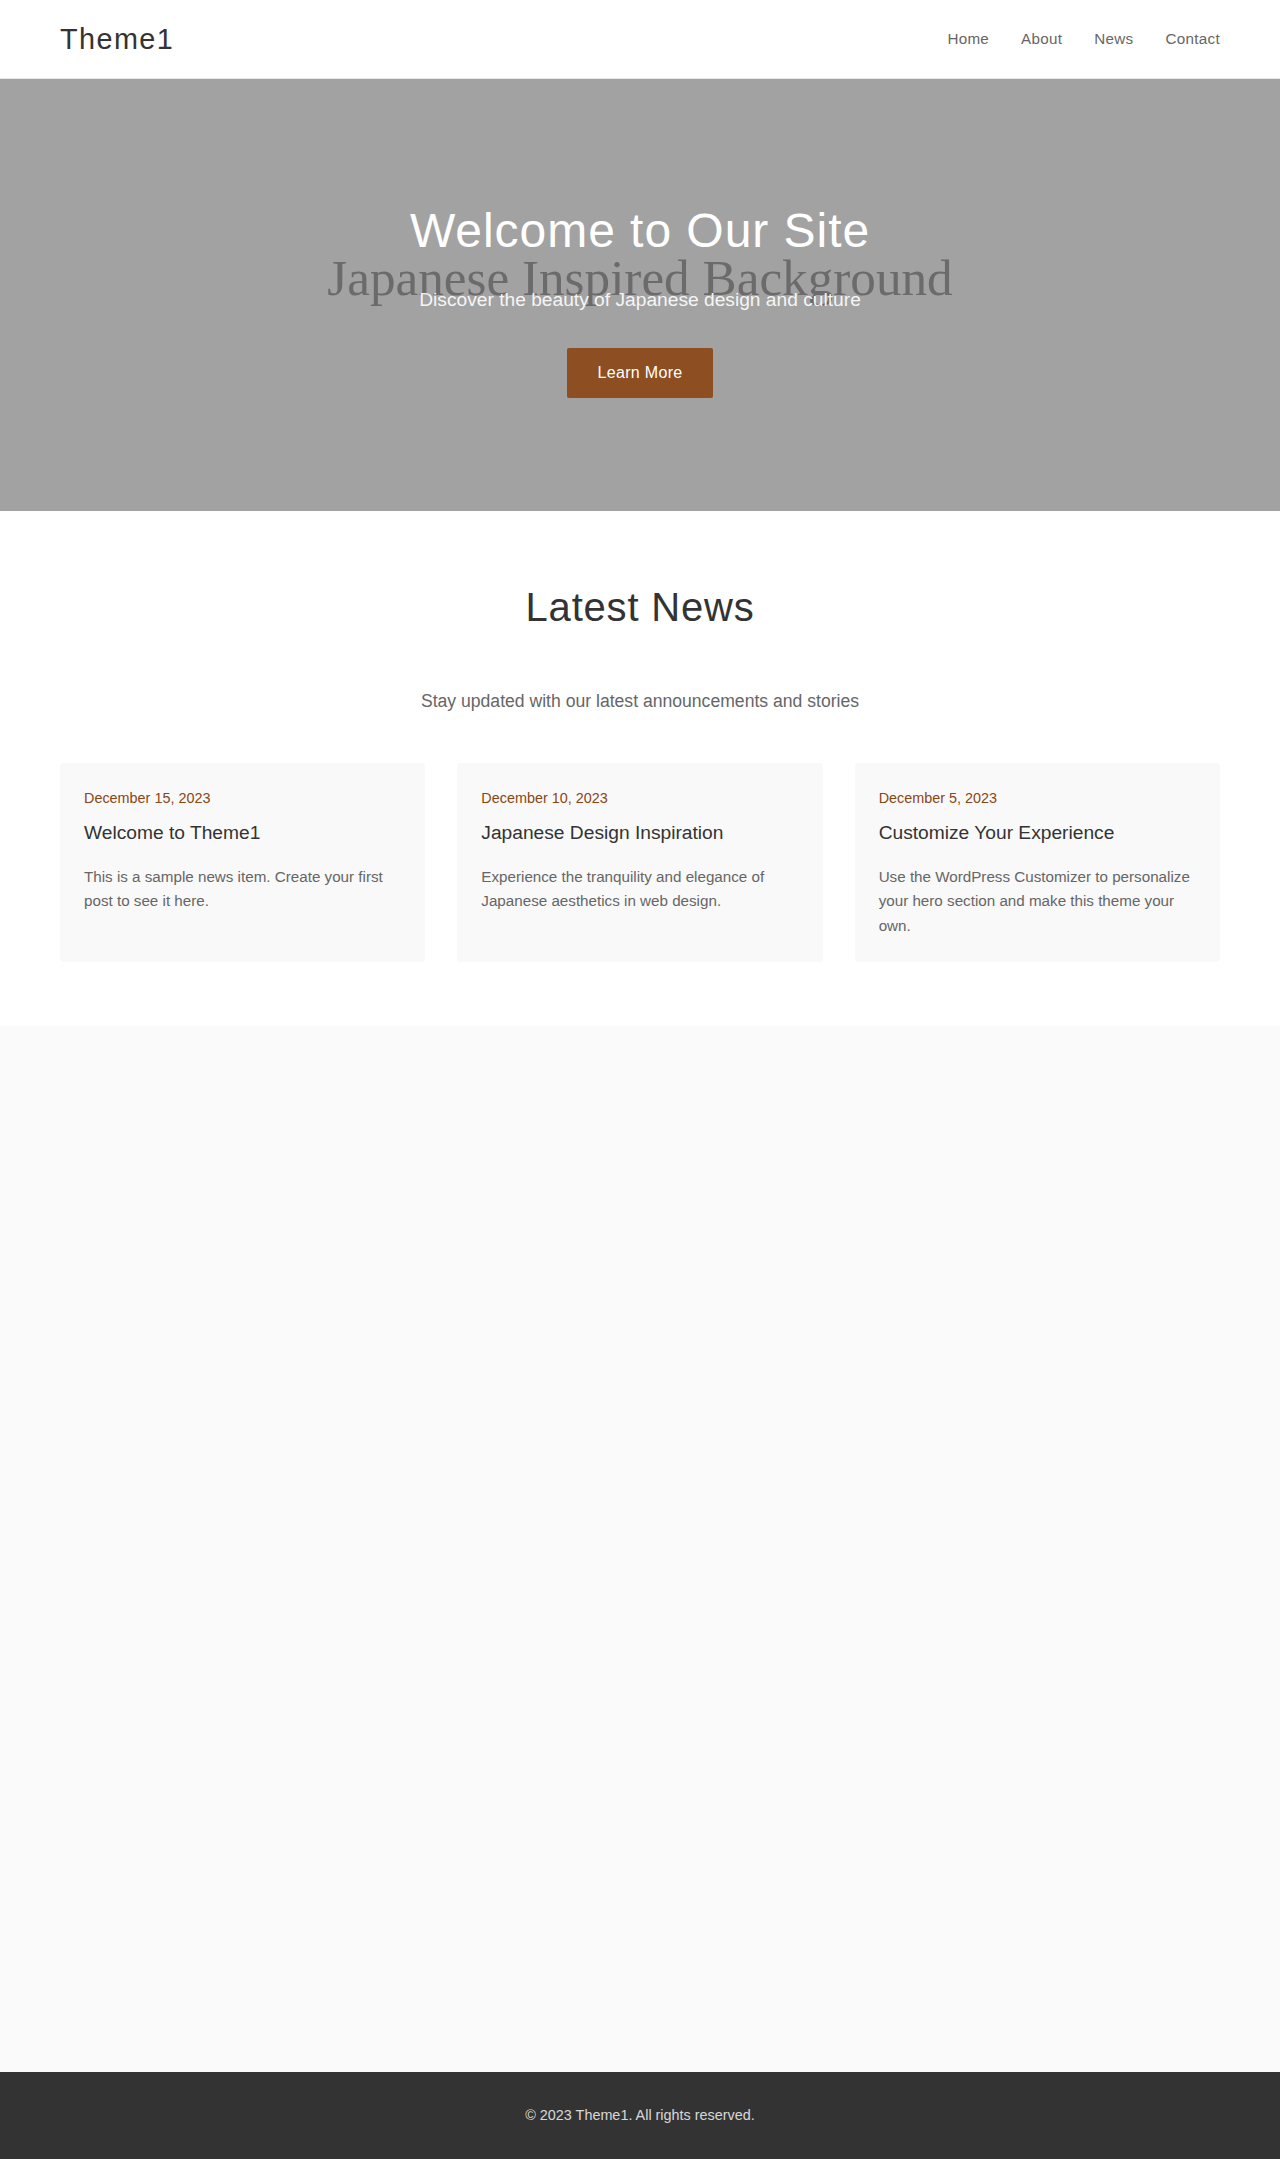 Theme1
Home
About
News
Contact
Welcome to Our Site
Japanese Inspired Background
Discover the beauty of Japanese design and culture
Learn More
Latest News
Stay updated with our latest announcements and stories
December 15, 2023
Welcome to Theme1
This is a sample news item. Create your first
post to see it here.
December 10, 2023
Japanese Design Inspiration
Experience the tranquility and elegance of
Japanese aesthetics in web design.
December 5, 2023
Customize Your Experience
Use the WordPress Customizer to personalize
your hero section and make this theme your
own.
© 2023 Theme1. All rights reserved.